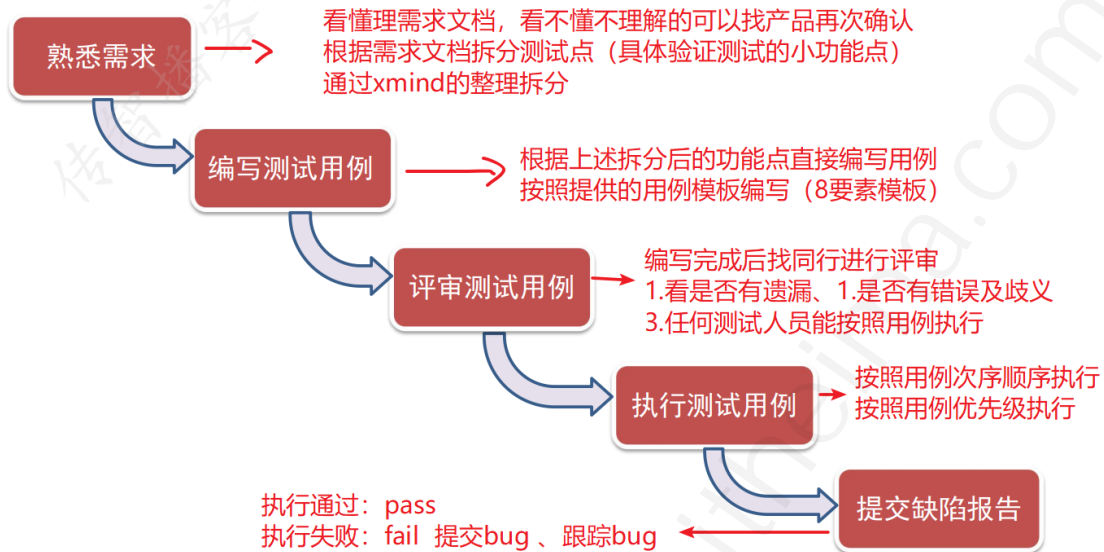 熟悉需求
看懂理需求文档，看不懂不理解的可以找产品再次确认
根据需求文档拆分测试点（具体验证测试的小功能点）
通过xmind的整理拆分
编写测试用例
根据上述拆分后的功能点直接编写用例
按照提供的用例模板编写（8要素模板）
评审测试用例
编写完成后找同行进行评审
1.看是否有遗漏、1.是否有错误及歧义
3.任何测试人员能按照用例执行
执行测试用例
按照用例次序顺序执行
按照用例优先级执行
提交缺陷报告
执行通过：pass
执行失败：fail 提交bug 、跟踪bug
传智播客
itheima.com